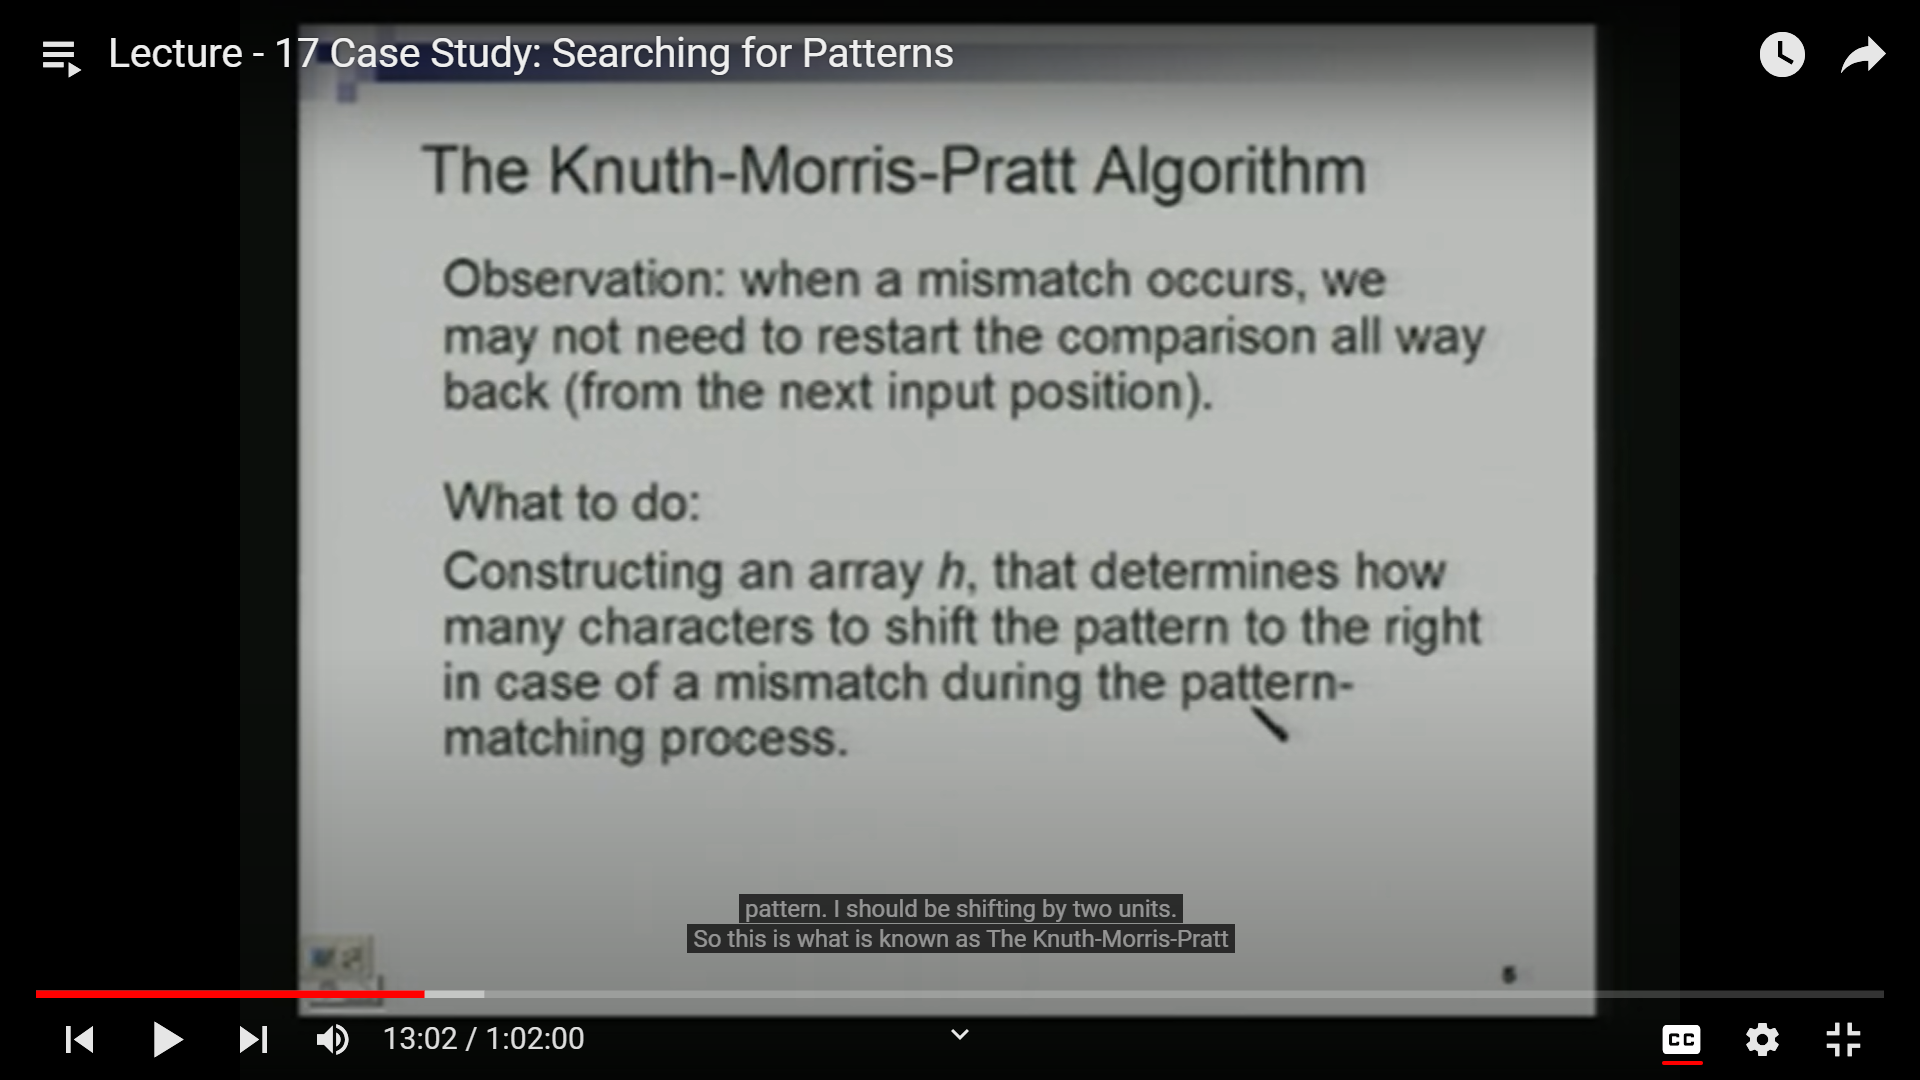 Lecture - 17 Case Study: Searching for Patterns
The Knuth-Morris-Pratt Algorithm
Observation: when a mismatch occurs, we
may not need to restart the comparison all way
back (from the next input position).
What to do:
Constructing an array h, that determines how
many characters to shift the pattern to the right
in case of a mismatch during the pattern-
matching process.
pattern. I should be shifting by two units.
So this is what is known as The Knuth-Morris-Pratt
5
13:02 / 1:02:00
CC